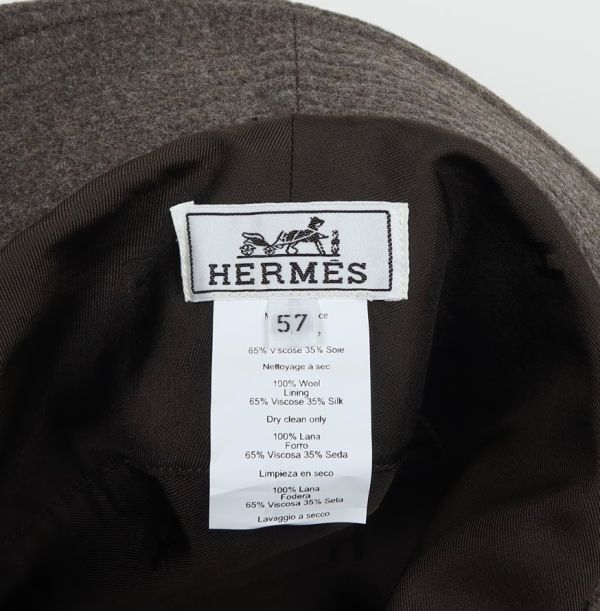 HERMÈS
57
65% Viscose 35% Soie
Nettoyage à sec
100% Wool
Lining
65% Viscose 35% Silk
Dry clean only
100% Lana
Forro
65% Viscosa 35% Seda
Limpieza en seco
100% Lana
Fodera
65% Viscosa 35% Seta
Lavaggio a secco